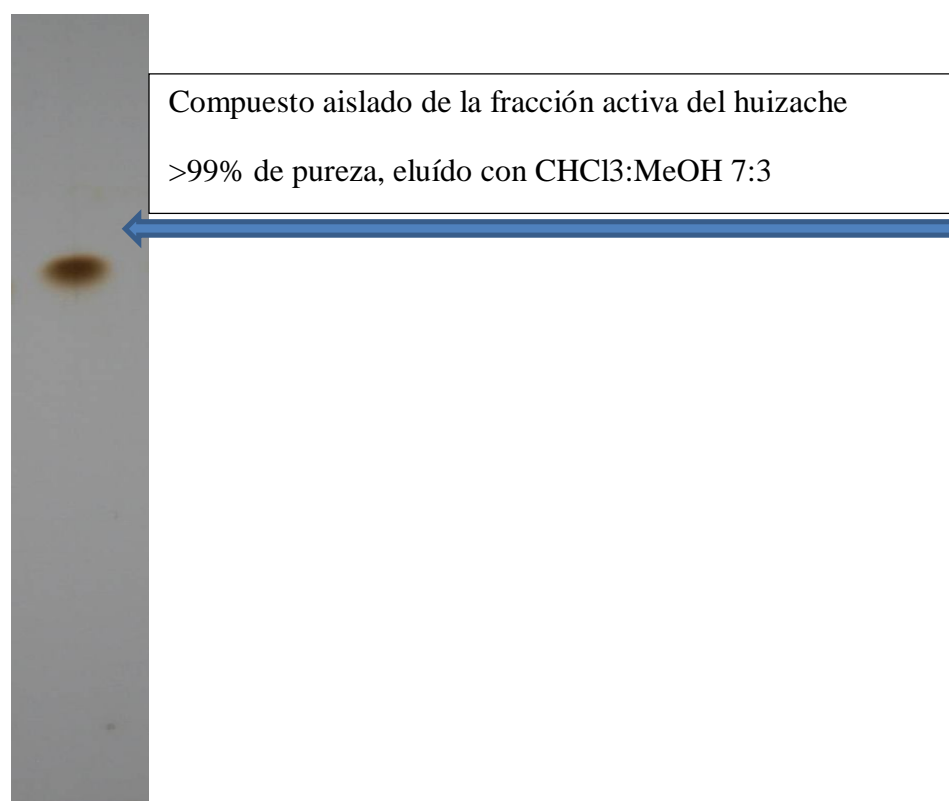 Compuesto aislado de la fracción activa del huizache
>99% de pureza, eluído con CHCl3:MeOH 7:3